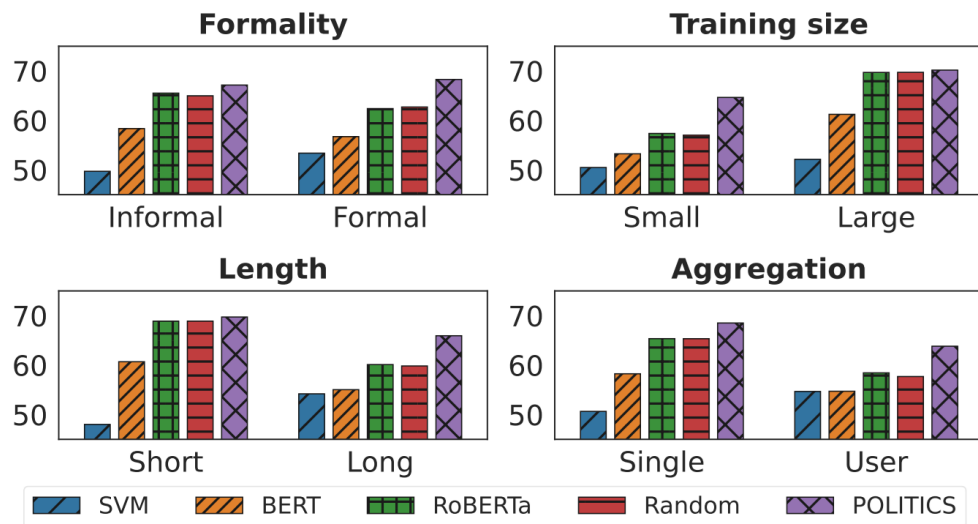 Formality
Training size
70
60
50
Informal
Formal
70
60
50
Small
Large
Length
Aggregation
70
60
50
Short
Long
70
60
50
Single
User
SVM
BERT
RoBERTa
Random
POLITICS